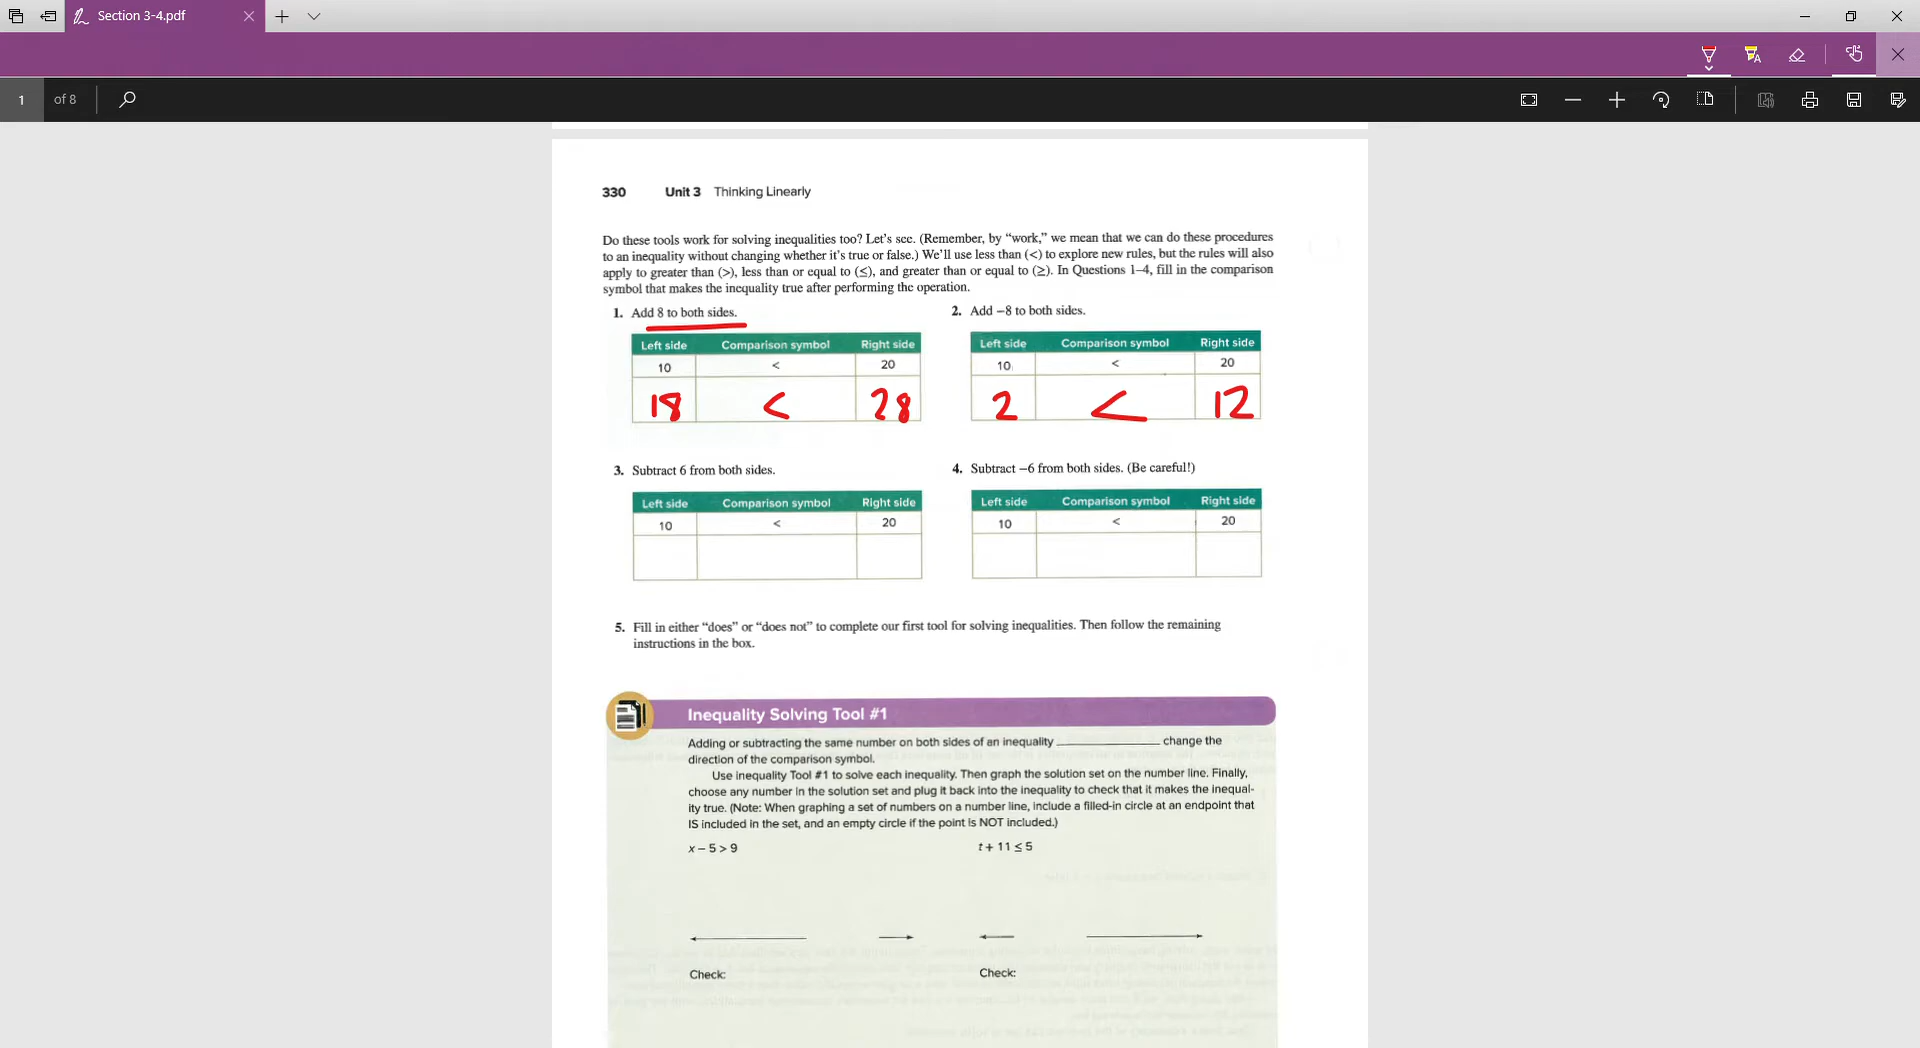 Section 3-4.pdf
1 of 8
330 Unit 3 Thinking Linearly
Do these tools work for solving inequalities too? Let's see. (Remember, by "work," we mean that we can do these procedures
to an inequality without changing whether it's true or false.) We'll use less than (<) to explore new rules, but the rules will also
apply to greater than (>), less than or equal to (≤), and greater than or equal to (≥). In Questions 1–4, fill in the comparison
symbol that makes the inequality true after performing the operation.
1. Add 8 to both sides.
Left side Comparison symbol Right side
10 < 20
18 < 28
2. Add −8 to both sides.
Left side Comparison symbol Right side
10 < 20
2 < 12
3. Subtract 6 from both sides.
Left side Comparison symbol Right side
10 < 20
4. Subtract −6 from both sides. (Be careful!)
Left side Comparison symbol Right side
10 < 20
5. Fill in either "does" or "does not" to complete our first tool for solving inequalities. Then follow the remaining
instructions in the box.
Inequality Solving Tool #1
Adding or subtracting the same number on both sides of an inequality ______________ change the
direction of the comparison symbol.
Use inequality Tool #1 to solve each inequality. Then graph the solution set on the number line. Finally,
choose any number in the solution set and plug it back into the inequality to check that it makes the inequal-
ity true. (Note: When graphing a set of numbers on a number line, include a filled-in circle at an endpoint that
IS included in the set, and an empty circle if the point is NOT included.)
x − 5 > 9
t + 11 ≤ 5
Check:
Check: